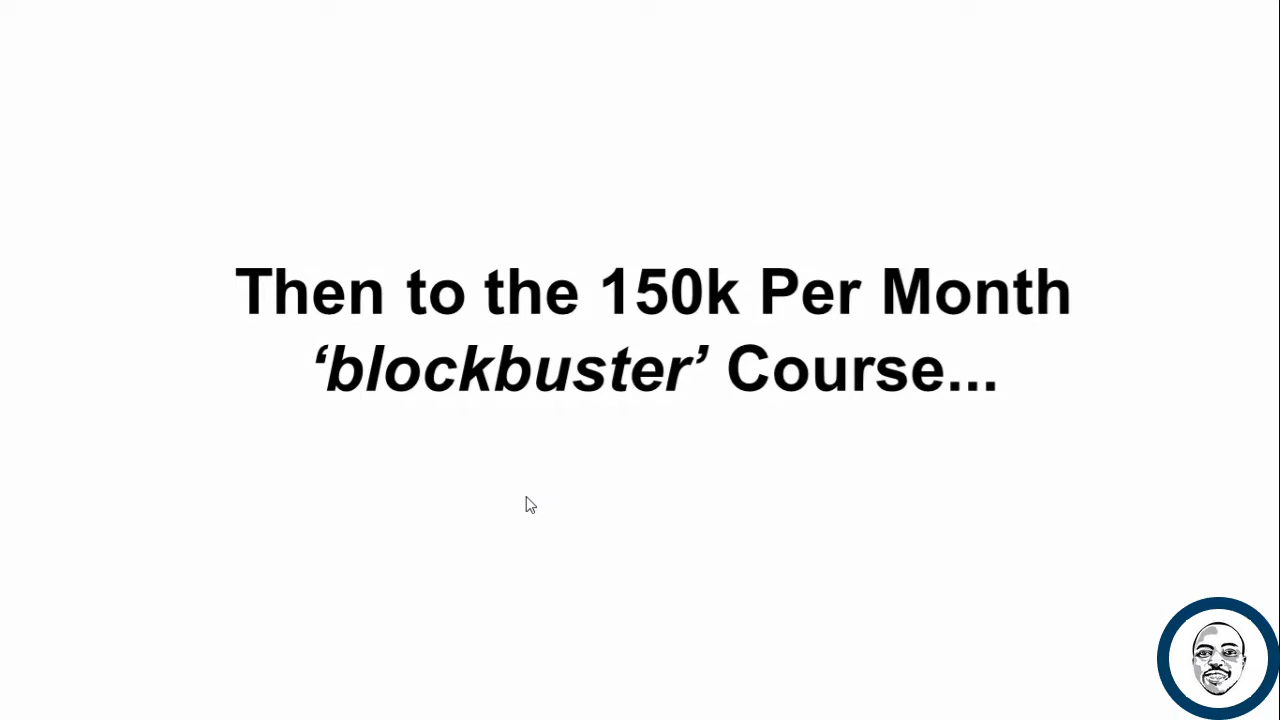 Then to the 150k Per Month
‘blockbuster’ Course...